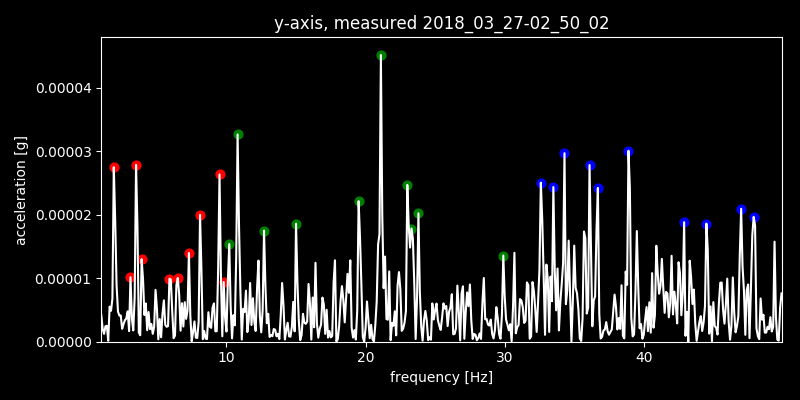 y-axis, measured 2018_03_27-02_50_02
0.00004
0.00003
0.00002
0.00001
0.00000
acceleration [g]
10 20 30 40
frequency [Hz]